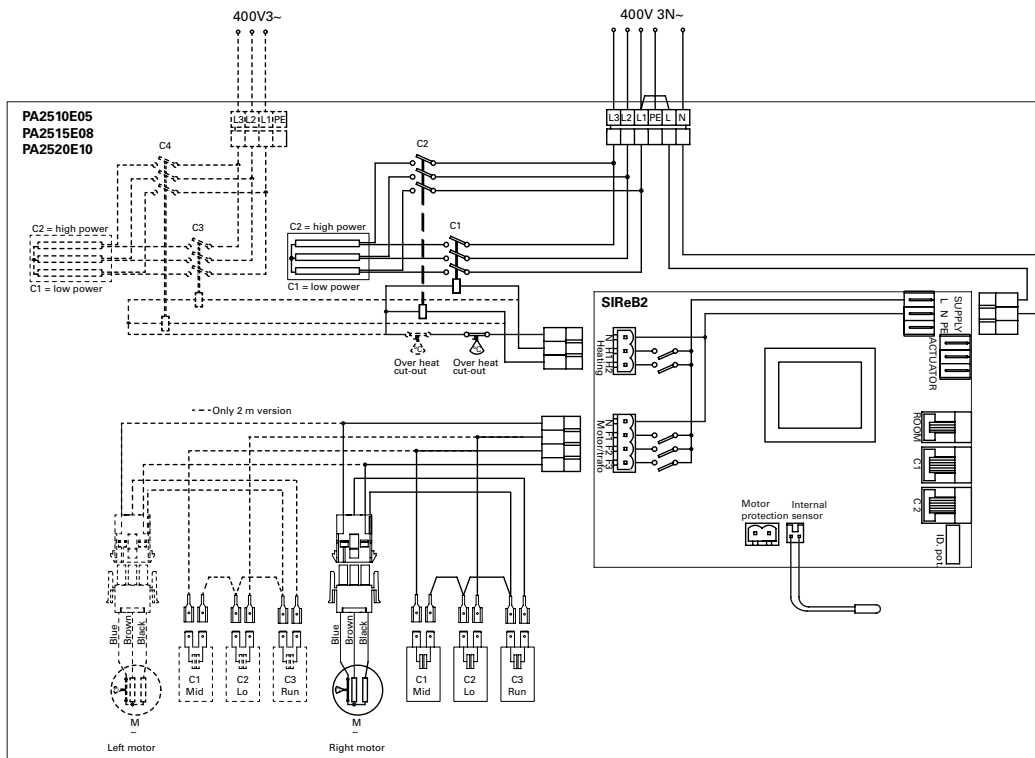 400V3~
400V 3N~
PA2510E05
PA2515E08
PA2520E10
L3 L2 L1 PE
L3 L2 L1 PE L N
C4
C2
C3
C1
C2 = high power
C1 = low power
C2 = high power
C1 = low power
°C
°C
Over heat
cut-out
Over heat
cut-out
SIReB2
N
H1
H2
Heating
L
N
PE
SUPPLY
ACTUATOR
ROOM
C1
C 2
ID. pot.
N
F1
F2
F3
Motor/trafo
Motor
protection
Internal
sensor
---Only 2 m version
Blue
Brown
Black
C1
Mid
C2
Lo
C3
Run
M
~
Left motor
Blue
Brown
Black
C1
Mid
C2
Lo
C3
Run
M
~
Right motor